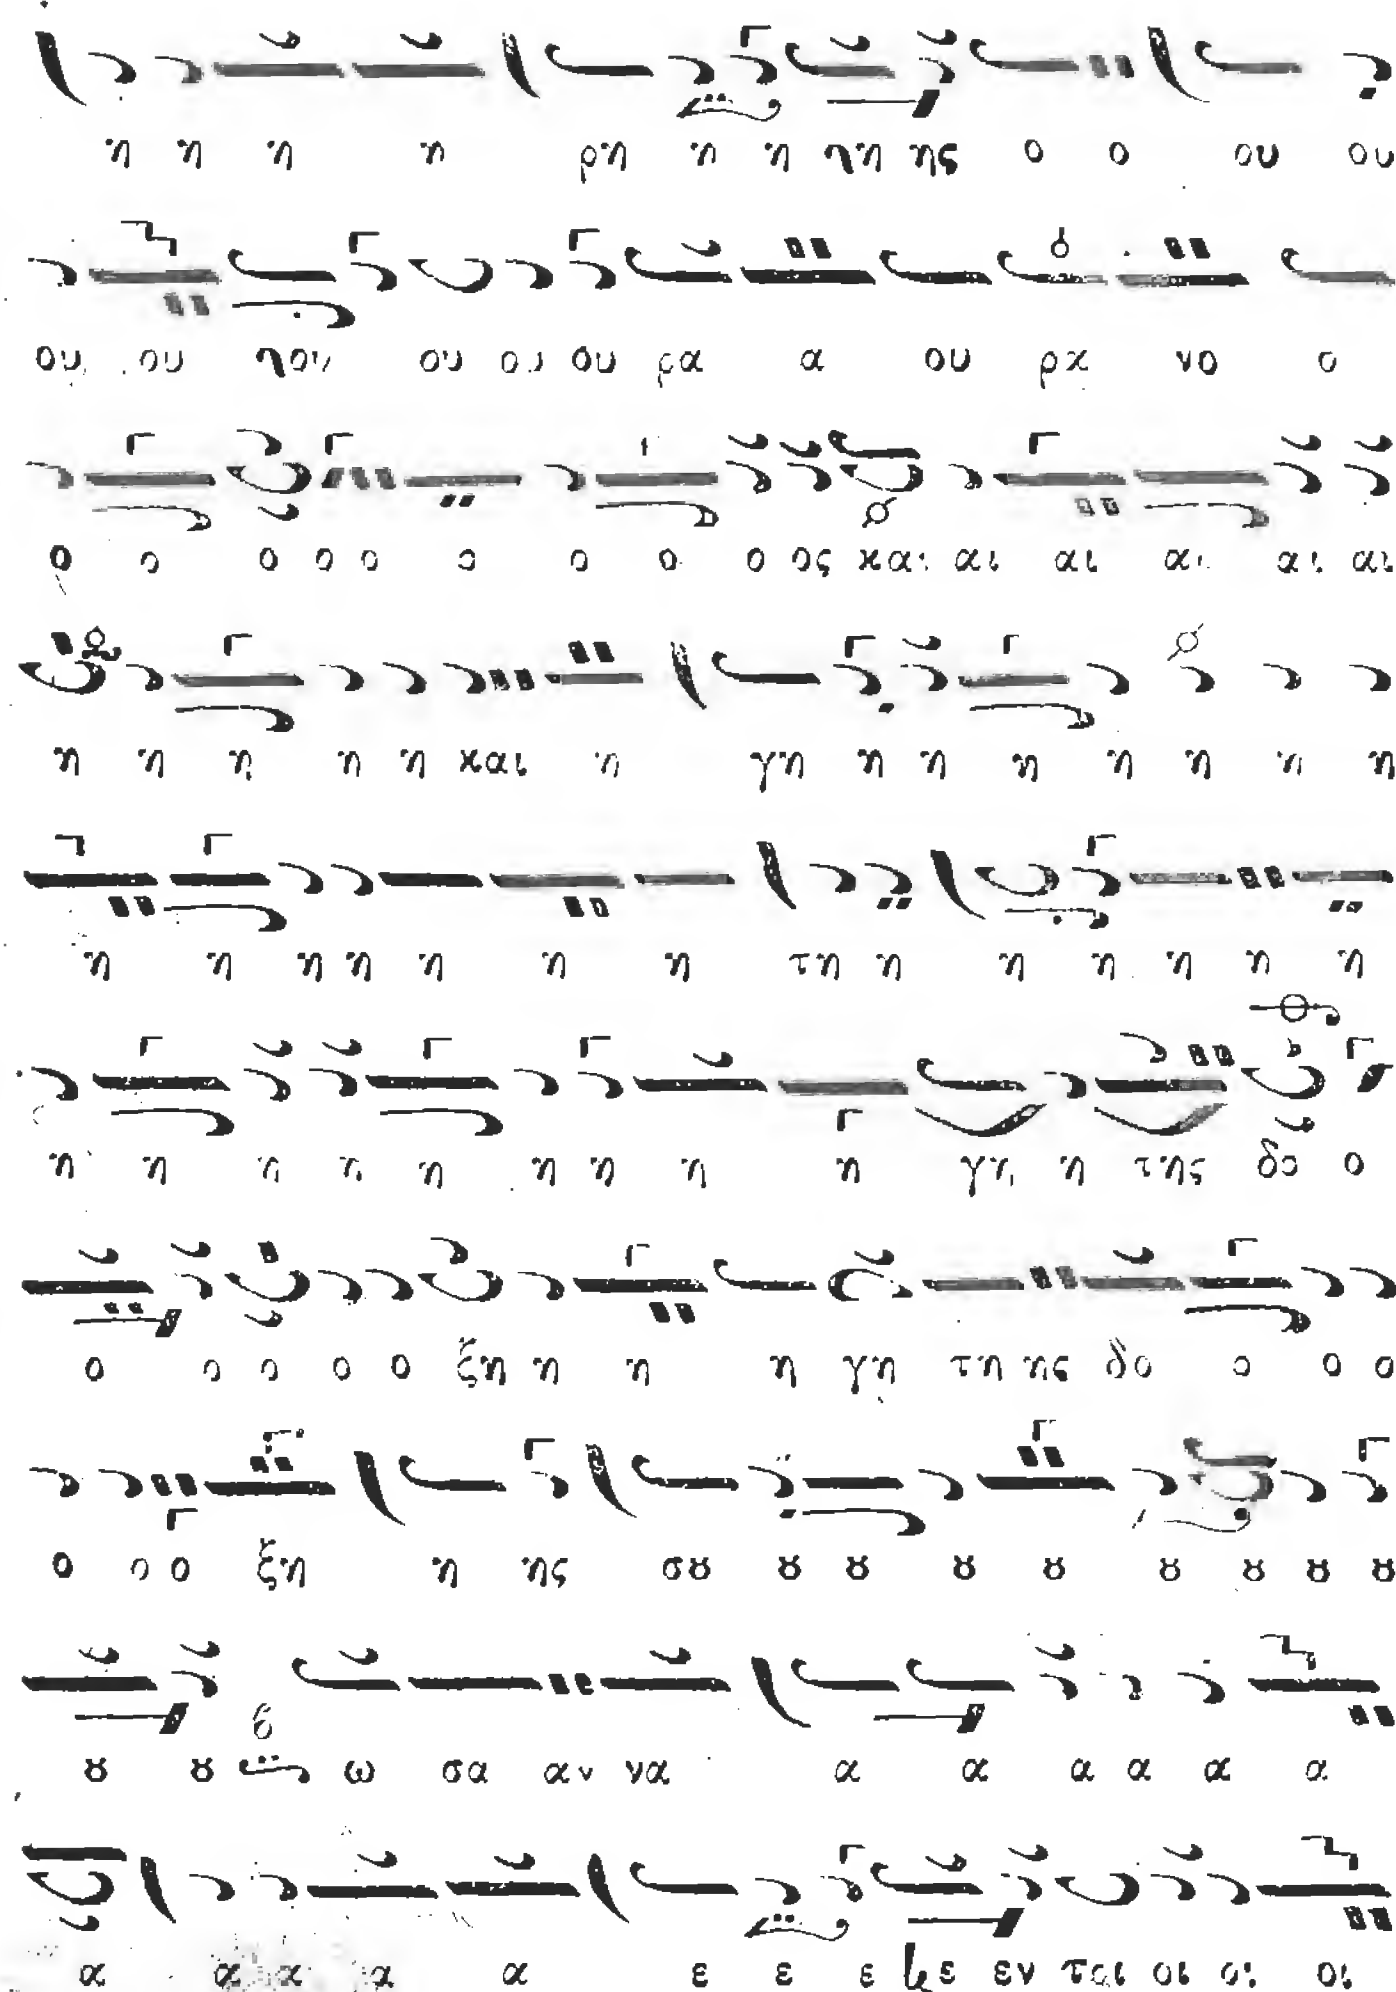 η η η η ρη η η λη ης ο ο ου ου
ου ου λου ου ου ου ρα α ου ρα νο ο
ο ο ο ο ο ο ο ο ο ος και αι αι αι αι αι
η η η η η και η γη η η η η η η η
η η η η η η η τη η η η η η η
η η η η η η η η η γη η της δο ο
ο ο ο ο ο ξη η η η γη τη ης δο ο ο ο
ο ο ο ξη η ης σȣ ȣ ȣ ȣ ȣ ȣ ȣ ȣ ȣ
ȣ ȣ ω σα αν να α α α α α α
α α α α α ε ε ε ε εν ται οι οι οι